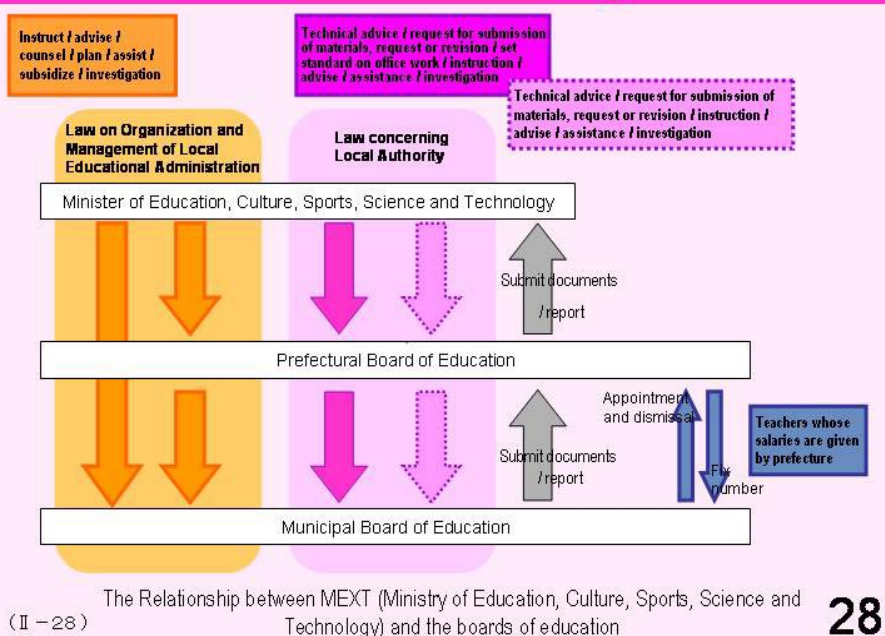 Instruct / advise /
counsel / plan / assist /
subsidize / investigation
Technical advice / request for submission
of materials, request or revision / set
standard on office work / instruction /
advise / assistance / investigation
Technical advice / request for submission of
materials, request or revision / instruction /
advise / assistance / investigation
Law on Organization and
Management of Local
Educational Administration
Law concerning
Local Authority
Minister of Education, Culture, Sports, Science and Technology
Submit documents
/ report
Prefectural Board of Education
Appointment
and dismissal
Teachers whose
salaries are given
by prefecture
Submit documents
/ report
Fix
number
Municipal Board of Education
The Relationship between MEXT (Ministry of Education, Culture, Sports, Science and
Technology) and the boards of education
(Ⅱ-28)
28